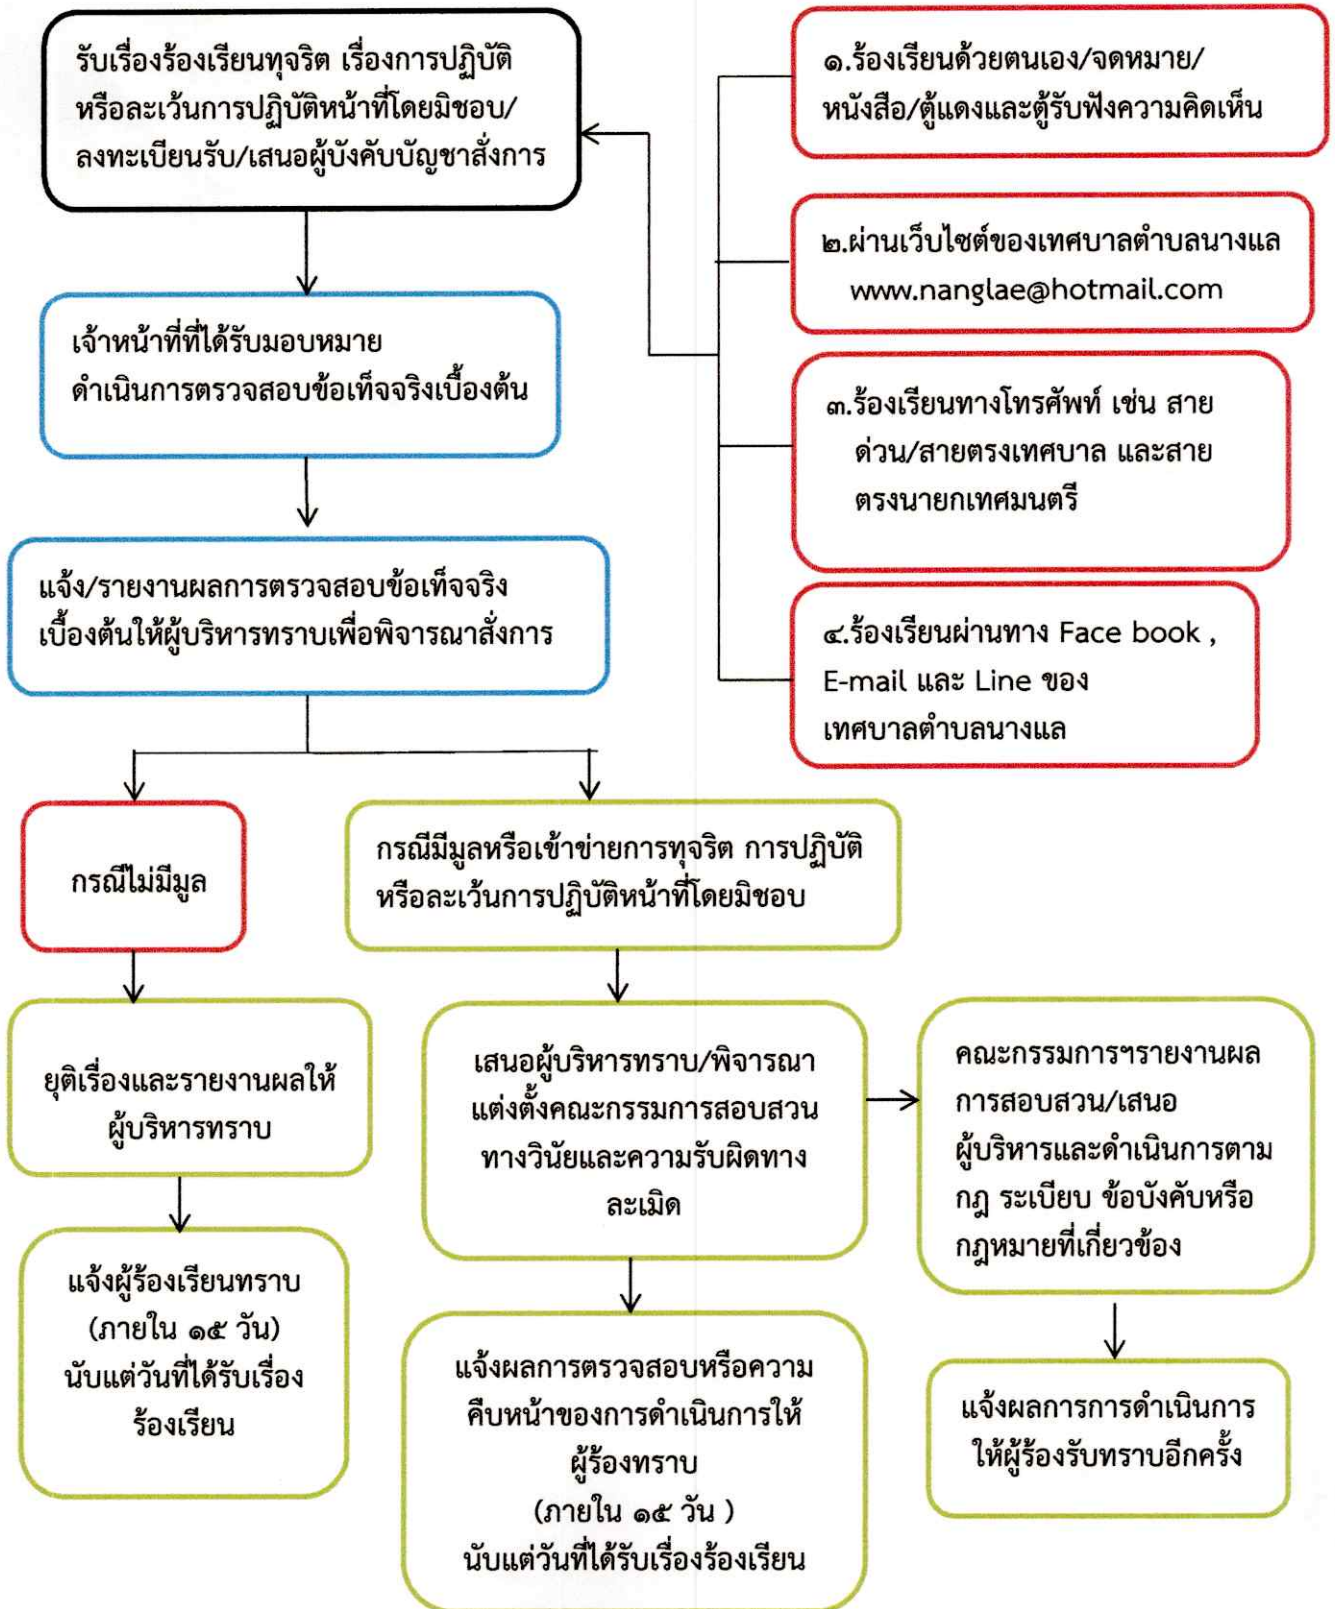 รับเรื่องร้องเรียนทุจริต เรื่องการปฏิบัติ
หรือละเว้นการปฏิบัติหน้าที่โดยมิชอบ/
ลงทะเบียนรับ/เสนอผู้บังคับบัญชาสั่งการ
๑.ร้องเรียนด้วยตนเอง/จดหมาย/
หนังสือ/ตู้แดงและตู้รับฟังความคิดเห็น
๒.ผ่านเว็บไซต์ของเทศบาลตำบลนางแล
www.nanglae@hotmail.com
๓.ร้องเรียนทางโทรศัพท์ เช่น สาย
ด่วน/สายตรงเทศบาล และสาย
ตรงนายกเทศมนตรี
๔.ร้องเรียนผ่านทาง Face book ,
E-mail และ Line ของ
เทศบาลตำบลนางแล
เจ้าหน้าที่ที่ได้รับมอบหมาย
ดำเนินการตรวจสอบข้อเท็จจริงเบื้องต้น
แจ้ง/รายงานผลการตรวจสอบข้อเท็จจริง
เบื้องต้นให้ผู้บริหารทราบเพื่อพิจารณาสั่งการ
กรณีไม่มีมูล
กรณีมีมูลหรือเข้าข่ายการทุจริต การปฏิบัติ
หรือละเว้นการปฏิบัติหน้าที่โดยมิชอบ
ยุติเรื่องและรายงานผลให้
ผู้บริหารทราบ
แจ้งผู้ร้องเรียนทราบ
(ภายใน ๑๕ วัน)
นับแต่วันที่ได้รับเรื่อง
ร้องเรียน
เสนอผู้บริหารทราบ/พิจารณา
แต่งตั้งคณะกรรมการสอบสวน
ทางวินัยและความรับผิดทาง
ละเมิด
แจ้งผลการตรวจสอบหรือความ
คืบหน้าของการดำเนินการให้
ผู้ร้องทราบ
(ภายใน ๑๕ วัน )
นับแต่วันที่ได้รับเรื่องร้องเรียน
คณะกรรมการฯรายงานผล
การสอบสวน/เสนอ
ผู้บริหารและดำเนินการตาม
กฎ ระเบียบ ข้อบังคับหรือ
กฎหมายที่เกี่ยวข้อง
แจ้งผลการการดำเนินการ
ให้ผู้ร้องรับทราบอีกครั้ง